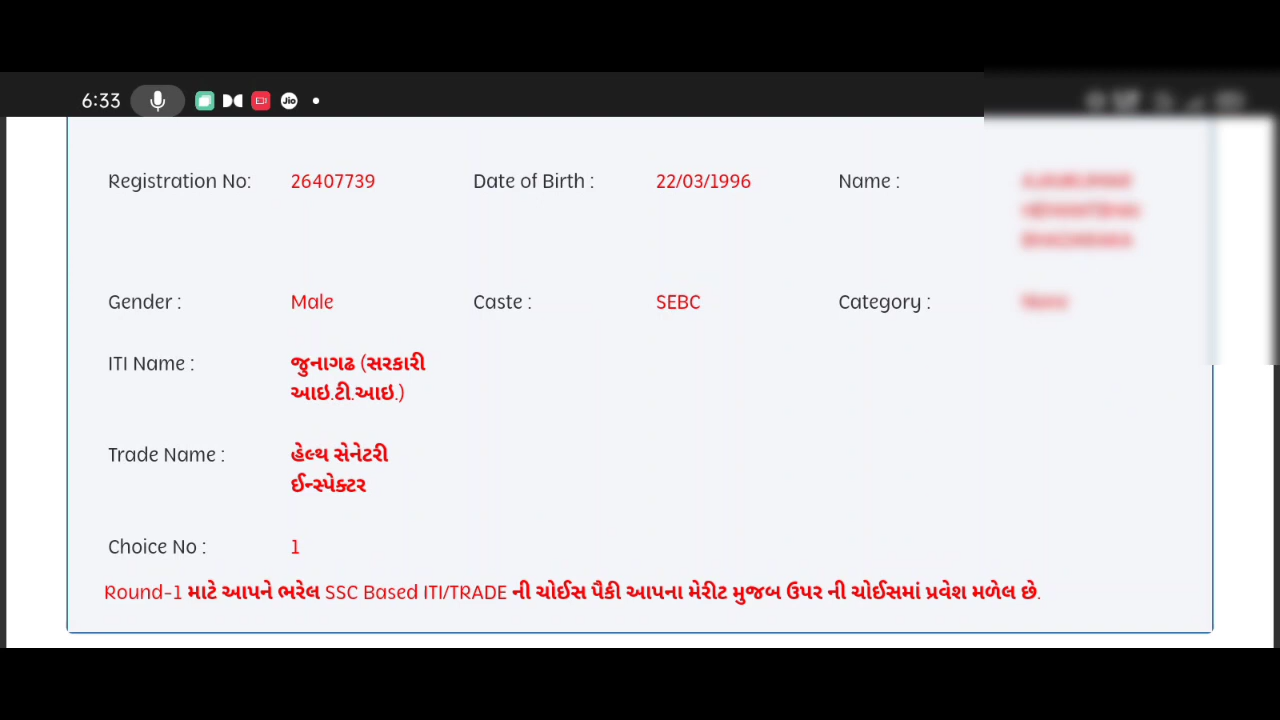 6:33
Jio
Registration No: 26407739 Date of Birth : 22/03/1996 Name :
Gender : Male Caste : SEBC Category :
ITI Name : જુનાગઢ (સરકારી
આઇ.ટી.આઇ.)
Trade Name : હેલ્થ સેનેટરી
ઈન્સ્પેક્ટર
Choice No : 1
Round-1 માટે આપને ભરેલ SSC Based ITI/TRADE ની ચોઈસ પૈકી આપના મેરીટ મુજબ ઉપર ની ચોઈસમાં પ્રવેશ મળેલ છે.